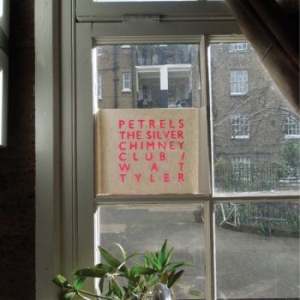 PETRELS
THE SILVER
CHIMNEY
CLUB /
WAT
TYLER